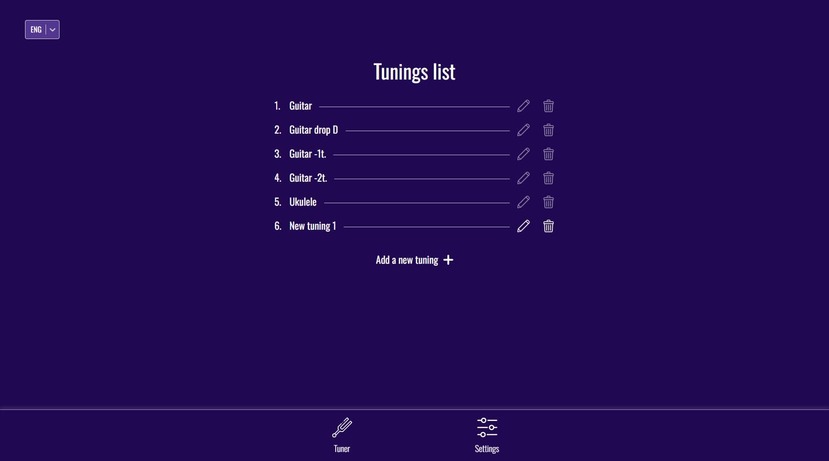 ENG
Tunings list
1. Guitar
2. Guitar drop D
3. Guitar -1t.
4. Guitar -2t.
5. Ukulele
6. New tuning 1
Add a new tuning
Tuner Settings